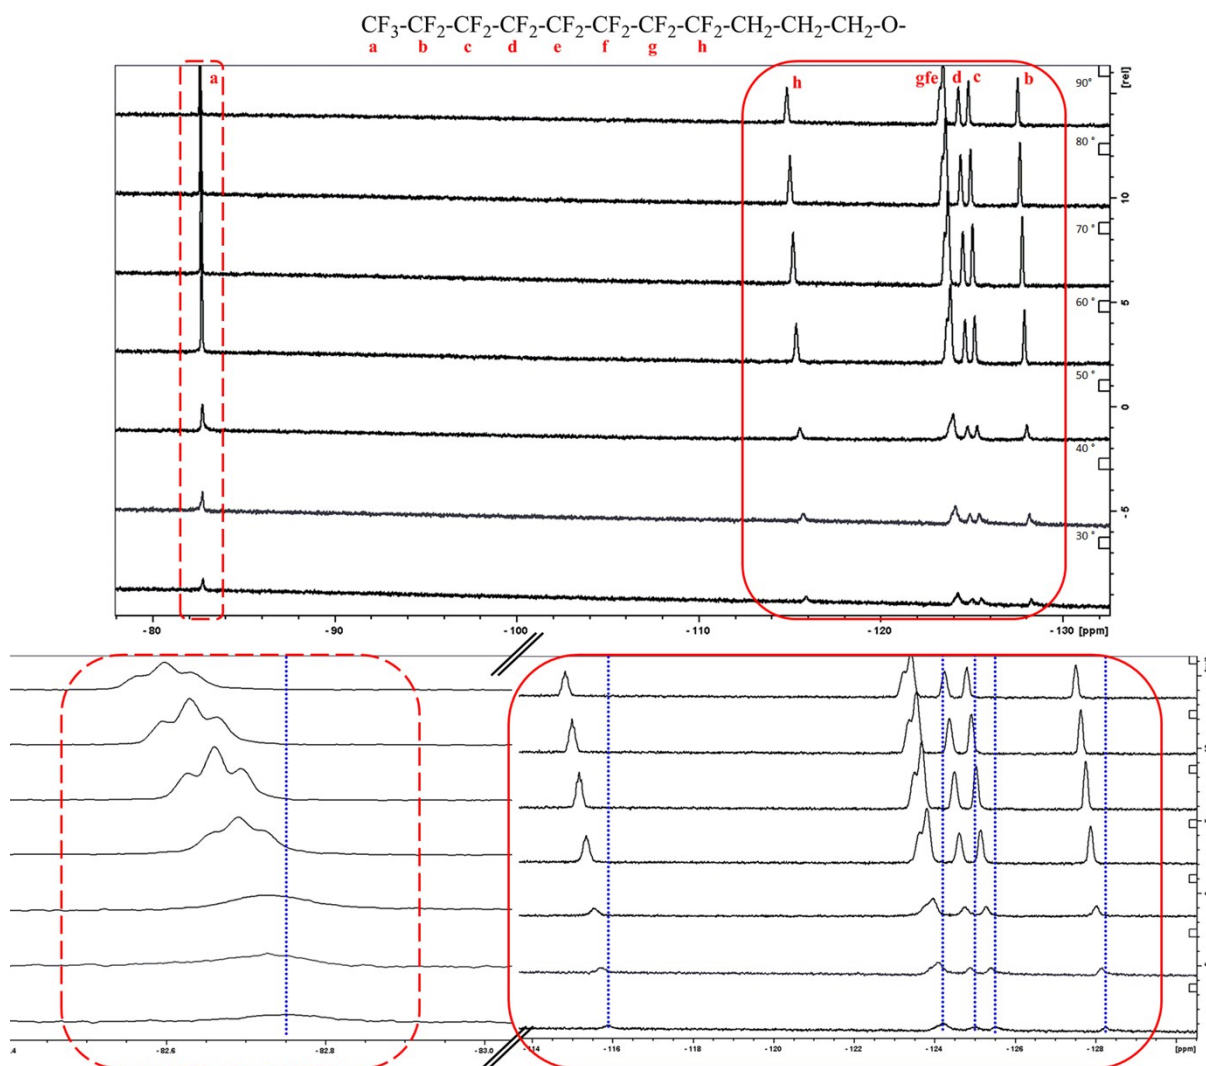 CF3-CF2-CF2-CF2-CF2-CF2-CF2-CF2-CH2-CH2-CH2-O-
a b c d e f g h
a h gfe d c b
90°
[rel]
80°
10
70°
60°
5
50°
0
40°
-5
30°
-80 -90 -100 -110 -120 -130 [ppm]
-82.6 -82.8 -83.0 -114 -116 -118 -120 -122 -124 -126 -128 [ppm]